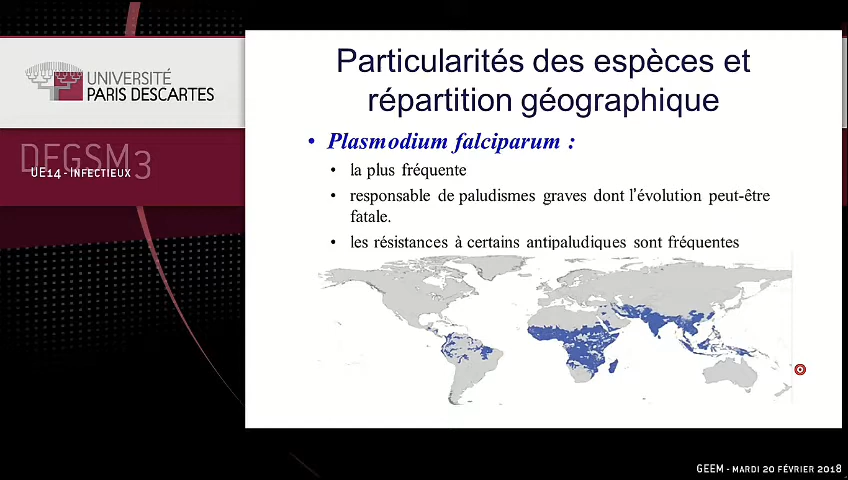 UNIVERSITÉ
PARIS DESCARTES
DFGSM3
UE14 - INFECTIEUX
Particularités des espèces et
répartition géographique
• Plasmodium falciparum :
• la plus fréquente
• responsable de paludismes graves dont l'évolution peut-être
fatale.
• les résistances à certains antipaludiques sont fréquentes
GEEM - MARDI 20 FÉVRIER 2018